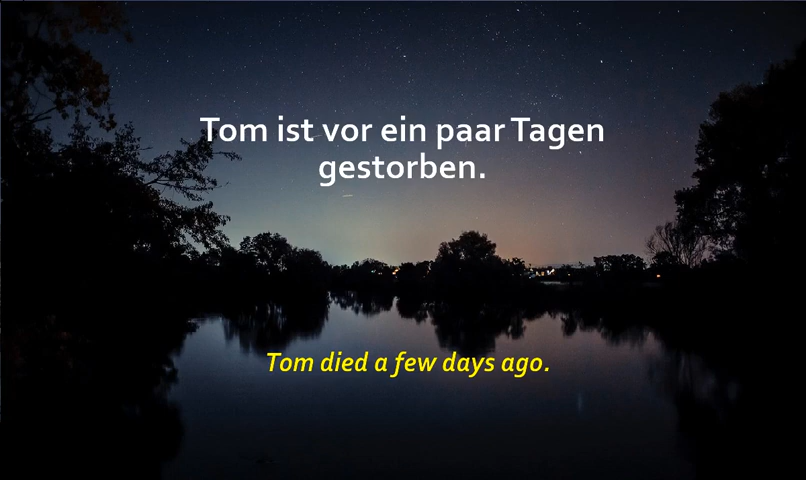 Tom ist vor ein paar Tagen
gestorben.
Tom died a few days ago.